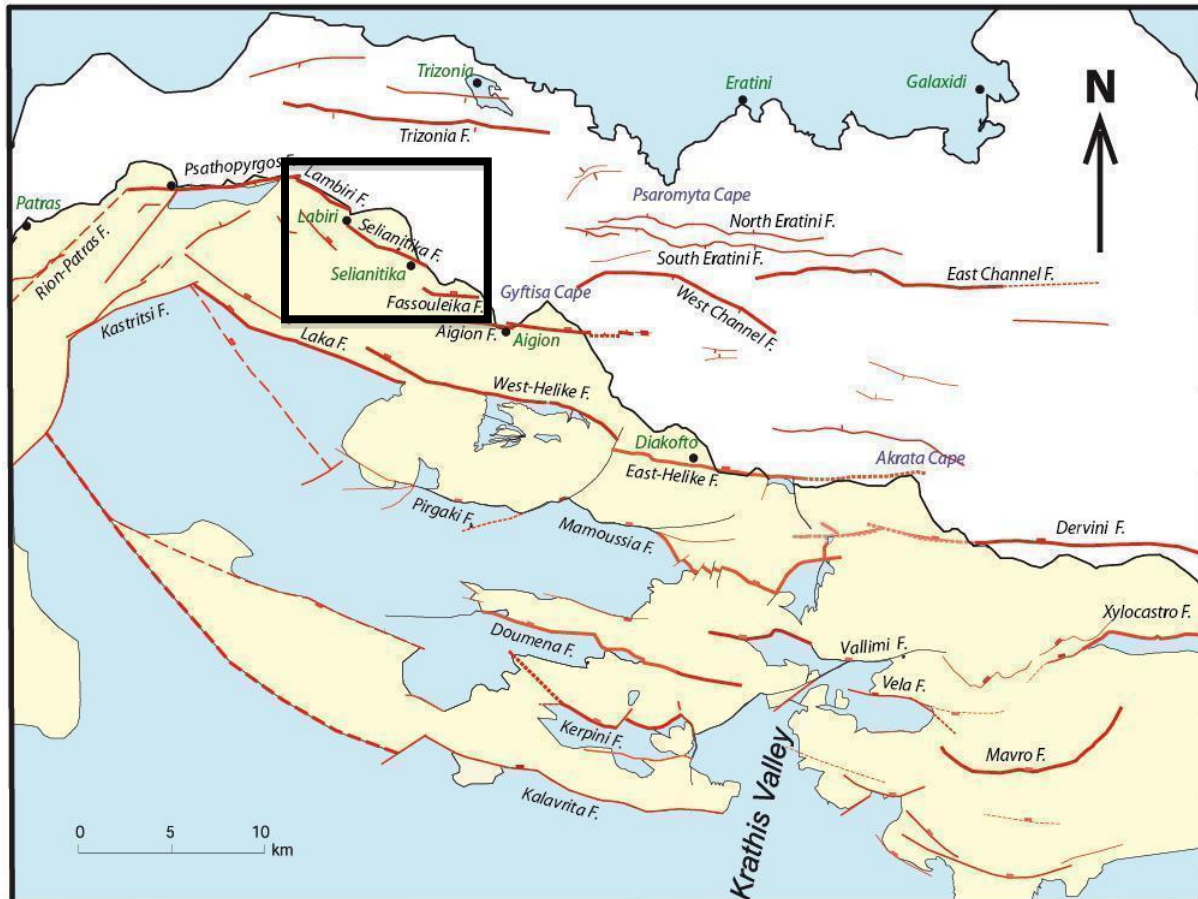 Trizonia
Eratini
Galaxidi
N
Trizonia F.
Psathopyrgos F.
Lambiri F.
Psaromyta Cape
Patras
Labiri
North Eratini F.
Rion-Patras F.
Selianitika F.
South Eratini F.
Selianitika
East Channel F.
Gyftisa Cape
Fassouleika F.
West Channel F.
Kastritsi F.
Aigion F.
Aigion
Laka F.
West-Helike F.
Diakofto
Akrata Cape
East-Helike F.
Pirgaki F.
Mamoussia F.
Dervini F.
Xylocastro F.
Doumena F.
Vallimi F.
Vela F.
Kerpini F.
Mavro F.
Kalavrita F.
Krathis Valley
0 5 10
km